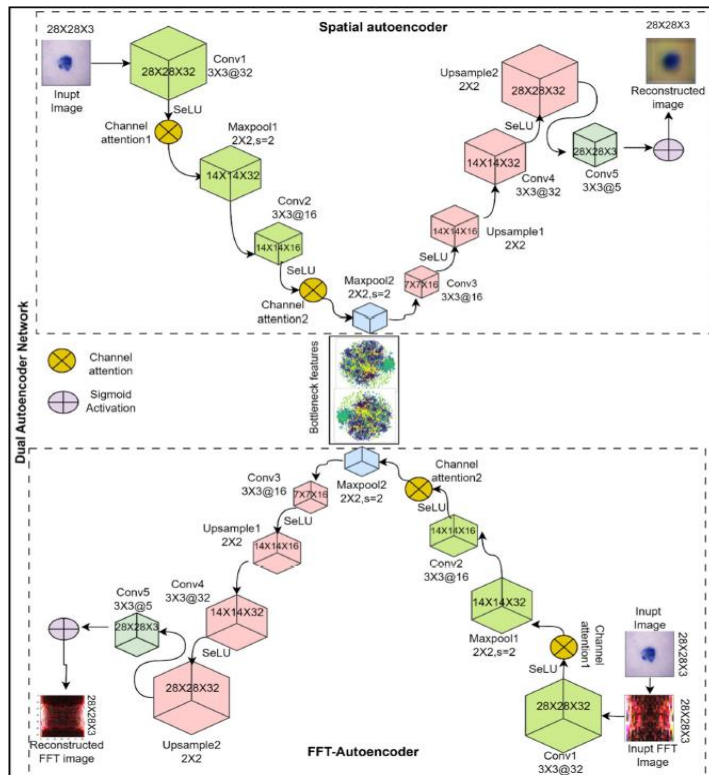 Spatial autoencoder
28X28X3
Inupt
Image
Conv1
3X3@32
28X28X32
SeLU
Channel
attention1
Maxpool1
2X2,s=2
14X14X32
Conv2
3X3@16
14X14X16
SeLU
Channel
attention2
Maxpool2
2X2,s=2
7X7X16
Conv3
3X3@16
SeLU
14X14X16
Upsample1
2X2
14X14X32
Conv4
3X3@32
SeLU
Upsample2
2X2
28X28X32
28X28X3
Conv5
3X3@5
28X28X3
Reconstructed
image
Dual Autoencoder Network
Channel
attention
Sigmoid
Activation
Bottleneck features
Inupt
Image
28X28X3
28X28X3
Inupt FFT
Image
28X28X32
Conv1
3X3@32
SeLU
Channel
attention1
14X14X32
Maxpool1
2X2,s=2
14X14X16
Conv2
3X3@16
SeLU
Channel
attention2
Maxpool2
2X2,s=2
Conv3
3X3@16
7X7X16
SeLU
Upsample1
2X2
14X14X16
Conv4
3X3@32
14X14X32
SeLU
28X28X32
Upsample2
2X2
Conv5
3X3@5
28X28X3
28X28X3
Reconstructed
FFT image
FFT-Autoencoder